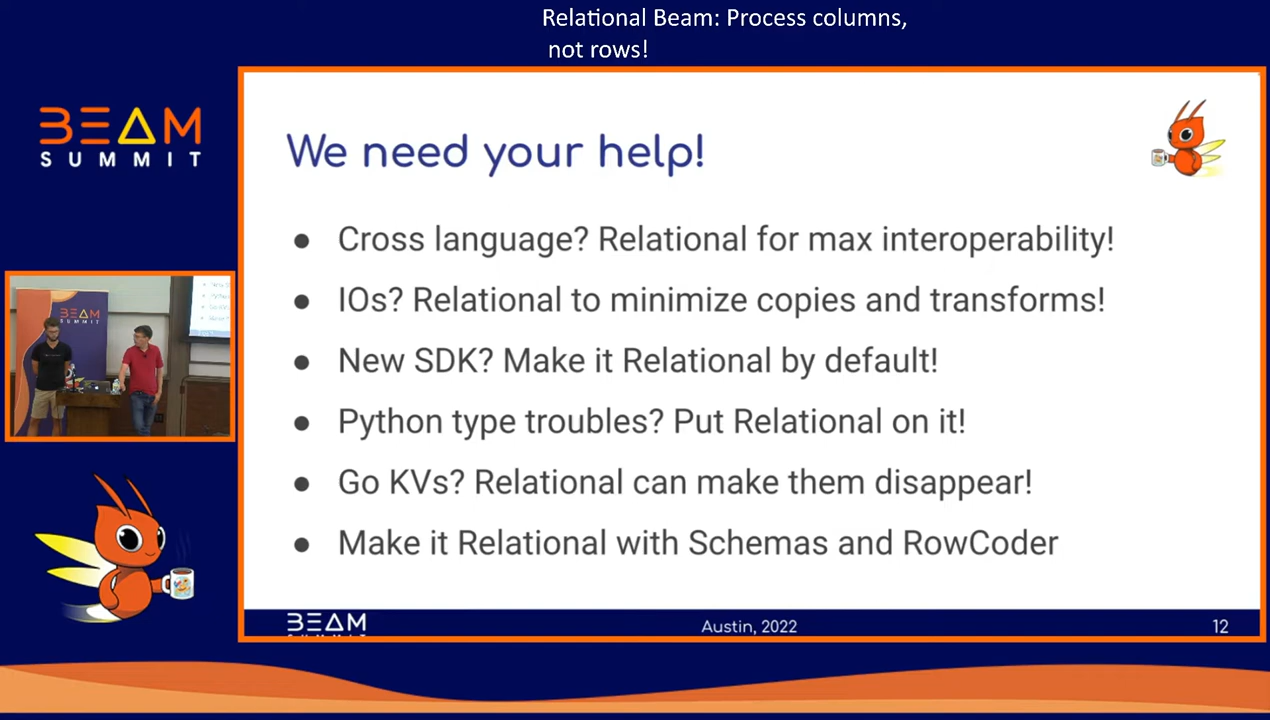 Relational Beam: Process columns,
not rows!
BEAM
SUMMIT
We need your help!
● Cross language? Relational for max interoperability!
● IOs? Relational to minimize copies and transforms!
● New SDK? Make it Relational by default!
● Python type troubles? Put Relational on it!
● Go KVs? Relational can make them disappear!
● Make it Relational with Schemas and RowCoder
BEAM
SUMMIT
BEAM
Austin, 2022
12